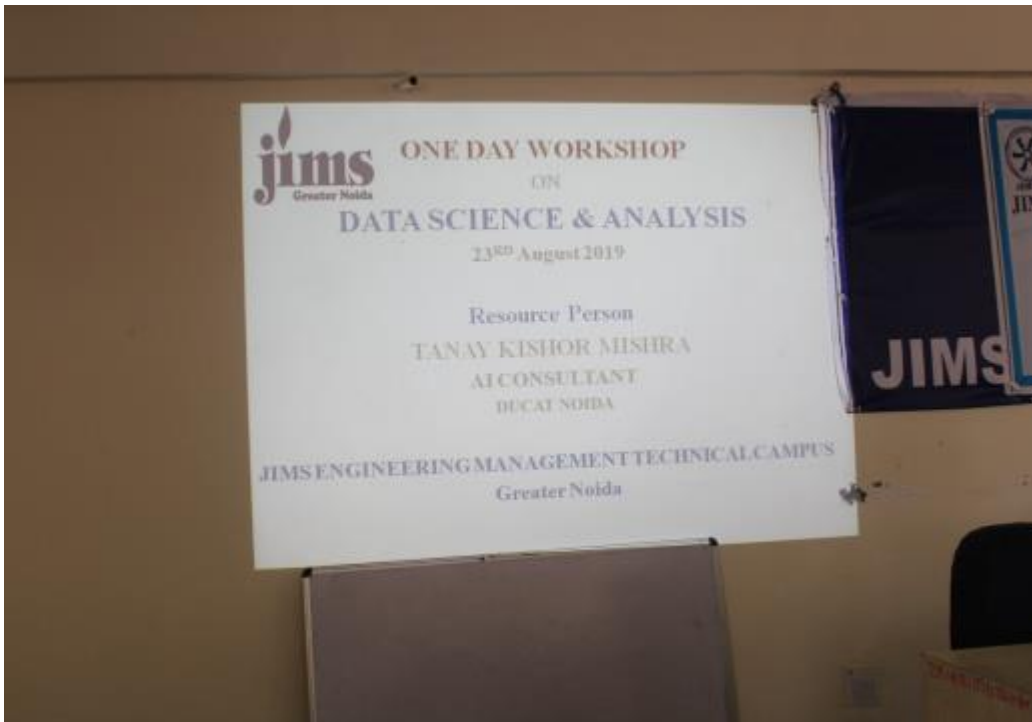 jims
Greater Noida
ONE DAY WORKSHOP
ON
DATA SCIENCE & ANALYSIS
23RD August 2019
Resource Person
TANAY KISHOR MISHRA
AI CONSULTANT
DUCAT NOIDA
JIMS ENGINEERING MANAGEMENT TECHNICAL CAMPUS
Greater Noida
JIMS